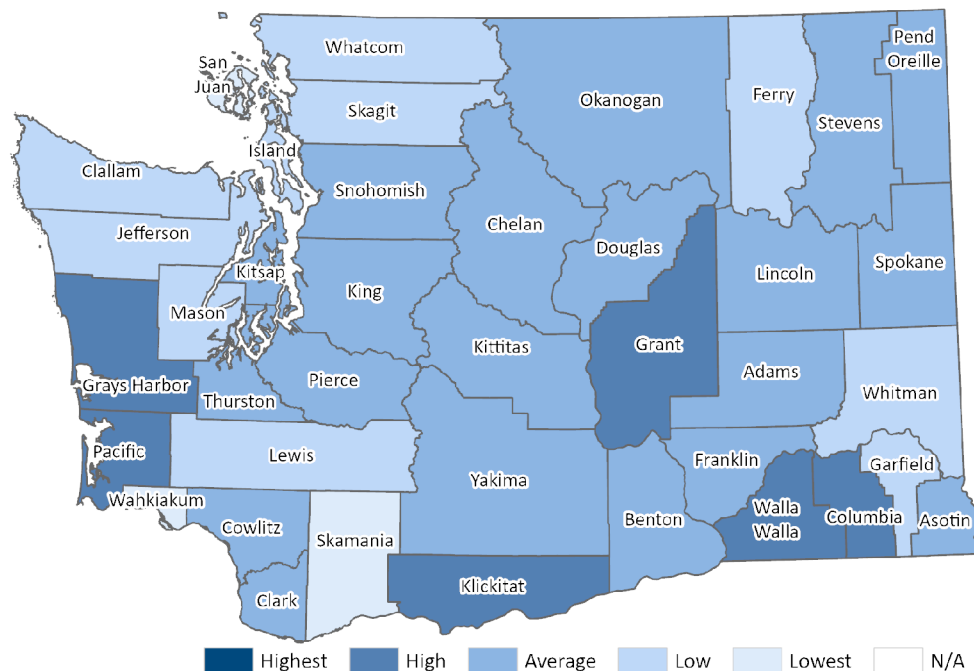 Whatcom
San
Juan
Skagit
Island
Clallam
Jefferson
Snohomish
Okanogan
Ferry
Stevens
Pend
Oreille
Chelan
Douglas
Kitsap
King
Mason
Lincoln
Spokane
Grays Harbor
Thurston
Pierce
Kittitas
Grant
Adams
Whitman
Pacific
Lewis
Yakima
Franklin
Garfield
Wahkiakum
Cowlitz
Skamania
Benton
Walla
Walla
Columbia
Asotin
Clark
Klickitat
Highest
High
Average
Low
Lowest
N/A